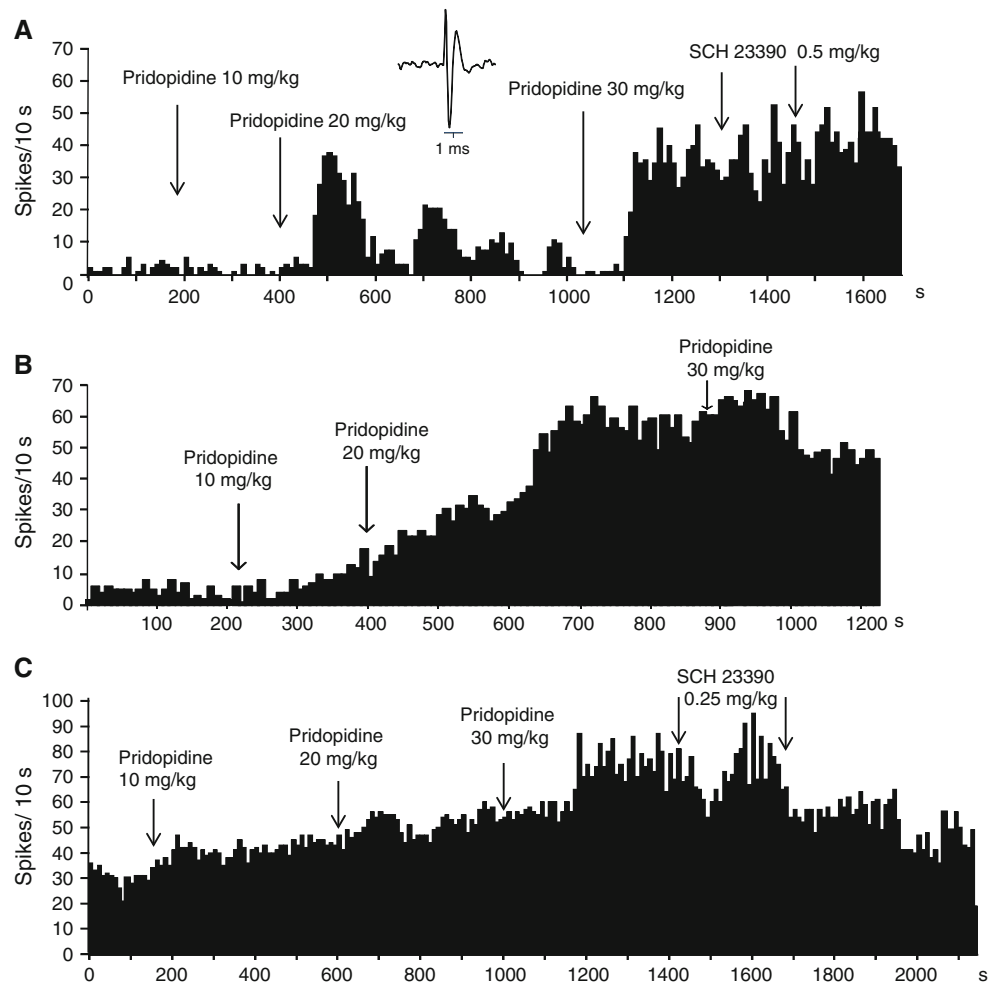 A
70
60
50
40
30
20
10
0
Spikes/10 s
Pridopidine 10 mg/kg
Pridopidine 20 mg/kg
1 ms
Pridopidine 30 mg/kg
SCH 23390 0.5 mg/kg
0 200 400 600 800 1000 1200 1400 1600 s
B
70
60
50
40
30
20
10
0
Spikes/10 s
Pridopidine
10 mg/kg
Pridopidine
20 mg/kg
Pridopidine
30 mg/kg
100 200 300 400 500 600 700 800 900 1000 1200 s
C
100
90
80
70
60
50
40
30
20
10
0
Spikes/ 10 s
Pridopidine
10 mg/kg
Pridopidine
20 mg/kg
Pridopidine
30 mg/kg
SCH 23390
0.25 mg/kg
0 200 400 600 800 1000 1200 1400 1600 1800 2000 s